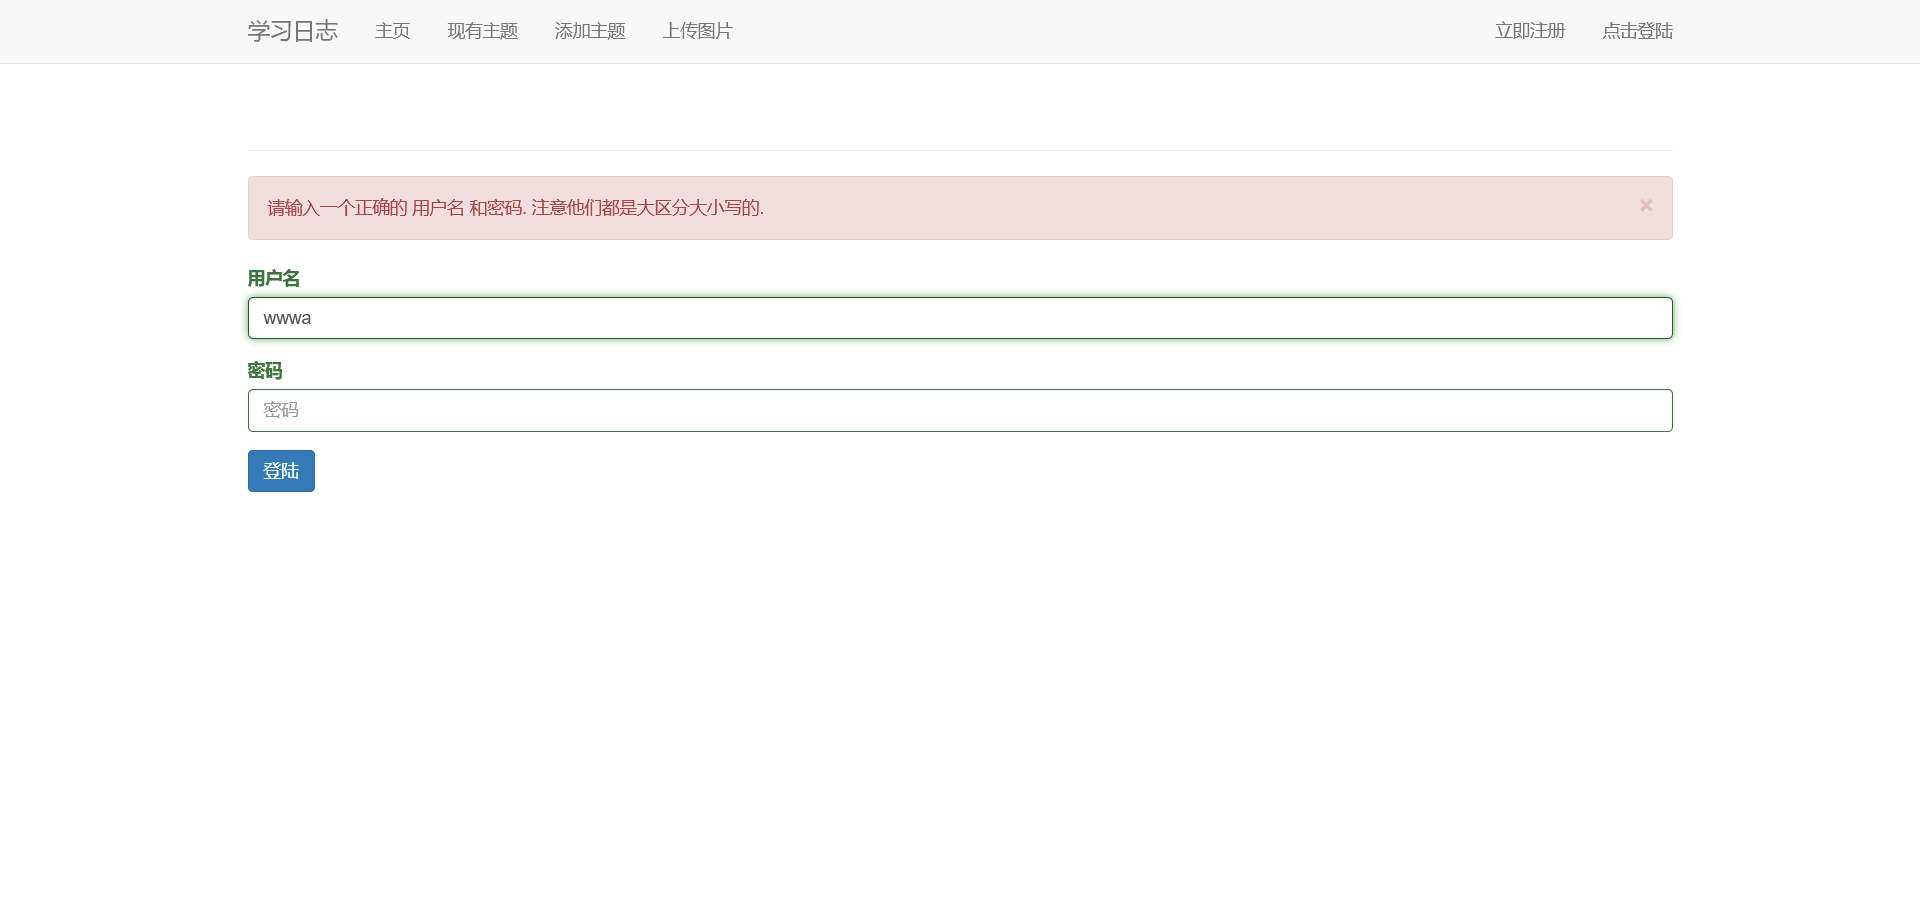 学习日志 主页 现有主题 添加主题 上传图片 立即注册 点击登陆
请输入一个正确的 用户名 和密码. 注意他们都是大区分大小写的. ×
用户名
wwwa
密码
密码
登陆